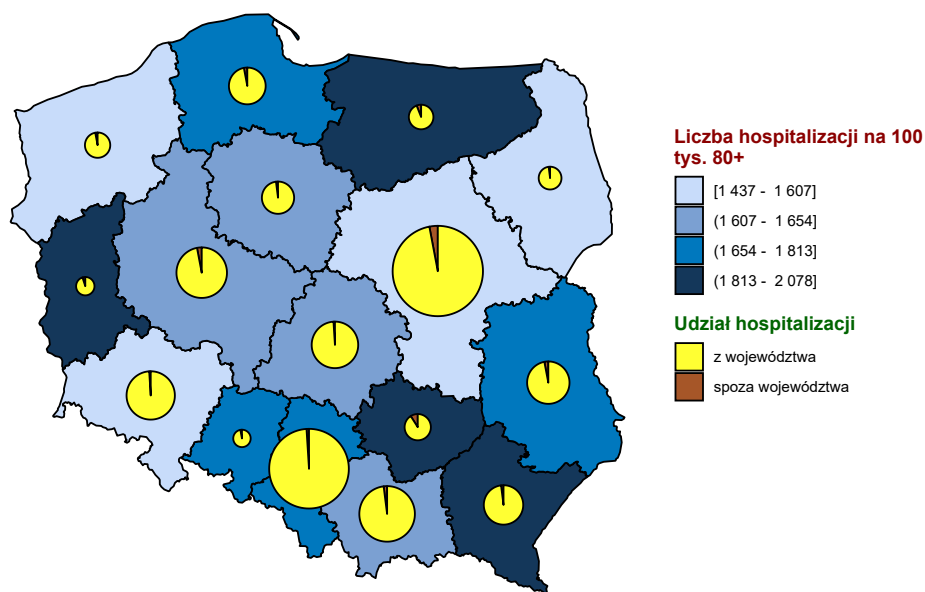 Liczba hospitalizacji na 100
tys. 80+
[1 437 - 1 607]
(1 607 - 1 654]
(1 654 - 1 813]
(1 813 - 2 078]
Udział hospitalizacji
z województwa
spoza województwa